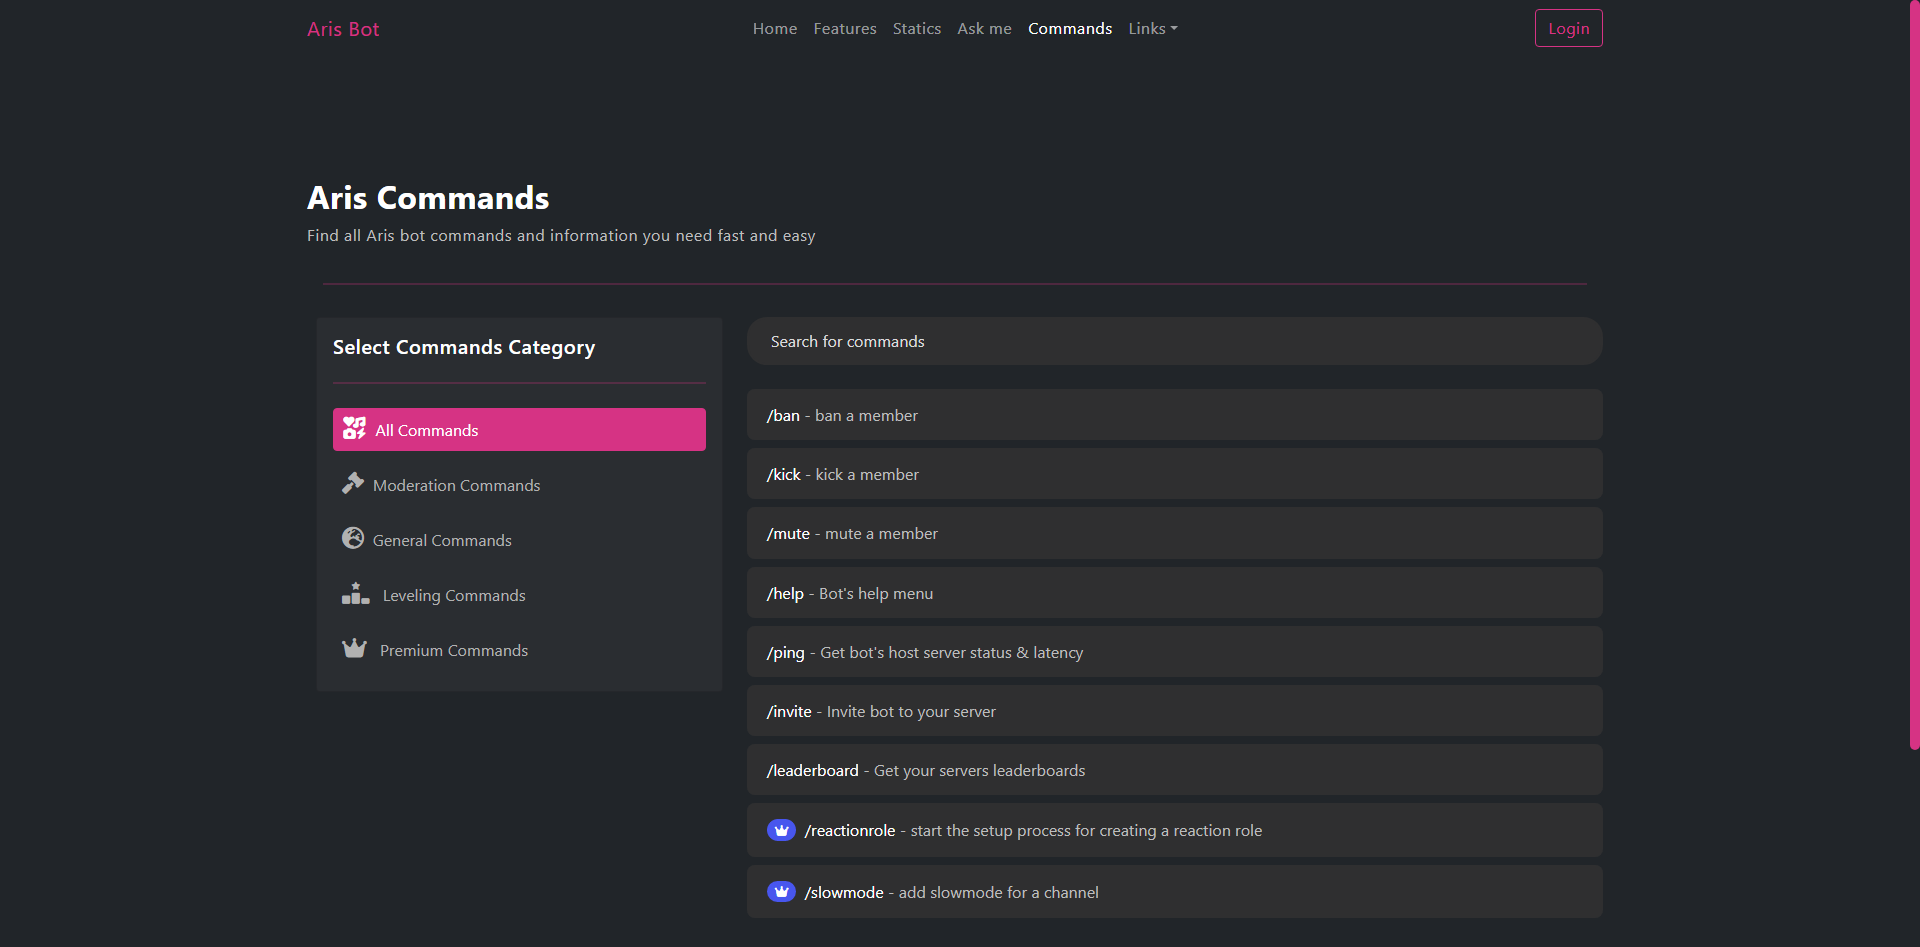 Aris Bot
Home Features Statics Ask me Commands Links
Login
Aris Commands
Find all Aris bot commands and information you need fast and easy
Select Commands Category
All Commands
Moderation Commands
General Commands
Leveling Commands
Premium Commands
Search for commands
/ban - ban a member
/kick - kick a member
/mute - mute a member
/help - Bot's help menu
/ping - Get bot's host server status & latency
/invite - Invite bot to your server
/leaderboard - Get your servers leaderboards
/reactionrole - start the setup process for creating a reaction role
/slowmode - add slowmode for a channel